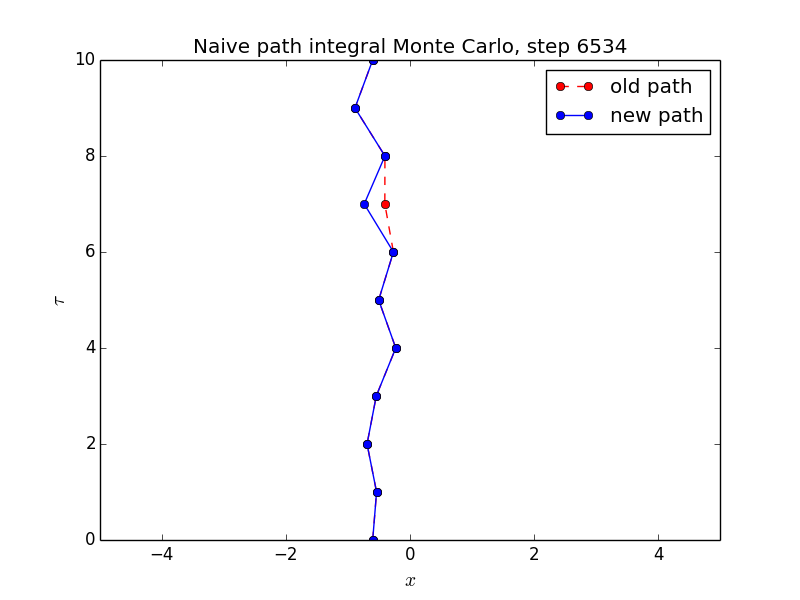 Naive path integral Monte Carlo, step 6534
10
old path
new path
8
6
τ
4
2
0
−4
−2
0
2
4
x